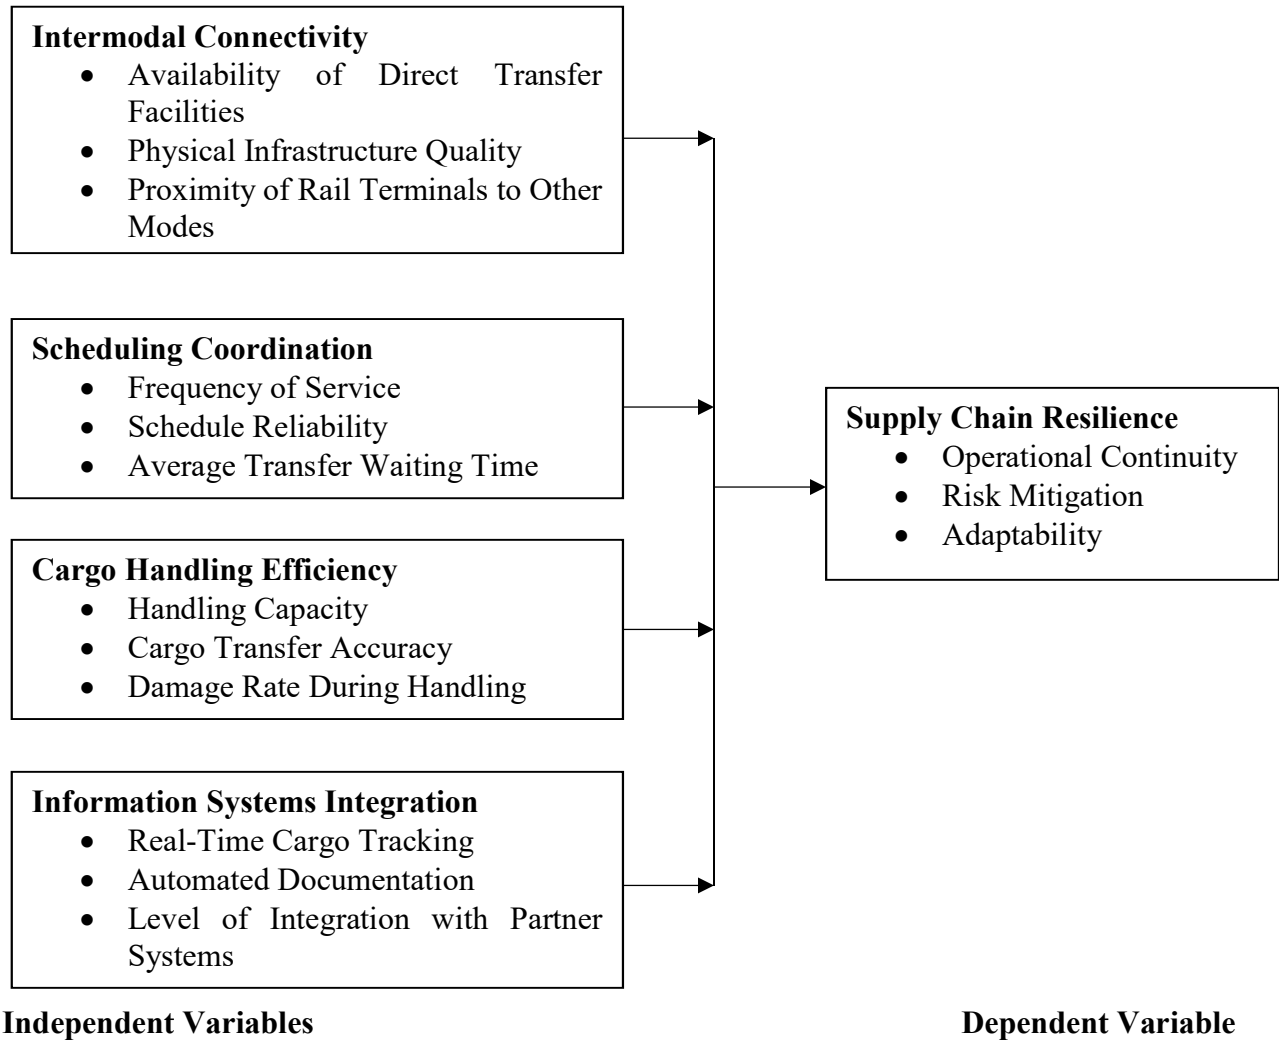 Intermodal Connectivity
• Availability of Direct Transfer
Facilities
• Physical Infrastructure Quality
• Proximity of Rail Terminals to Other
Modes
Scheduling Coordination
• Frequency of Service
• Schedule Reliability
• Average Transfer Waiting Time
Cargo Handling Efficiency
• Handling Capacity
• Cargo Transfer Accuracy
• Damage Rate During Handling
Information Systems Integration
• Real-Time Cargo Tracking
• Automated Documentation
• Level of Integration with Partner
Systems
Independent Variables
Supply Chain Resilience
• Operational Continuity
• Risk Mitigation
• Adaptability
Dependent Variable